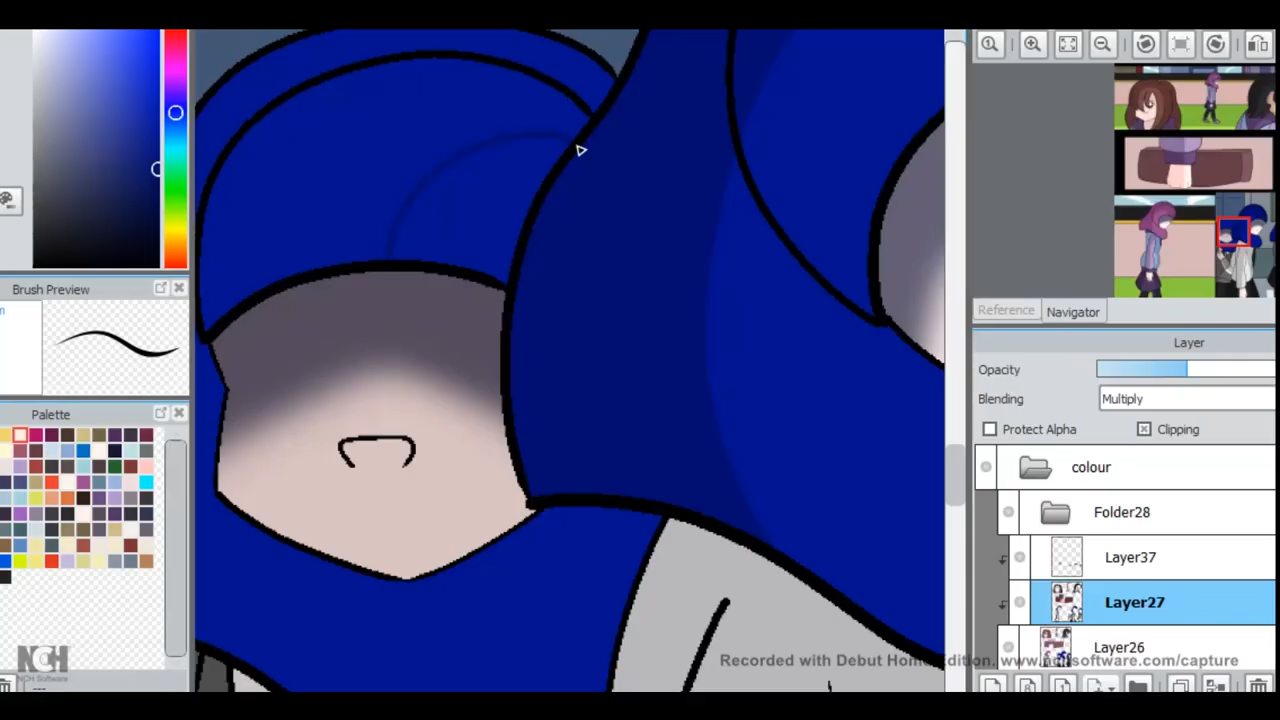 Brush Preview
n
Palette
Reference
Navigator
Layer
Opacity
Blending
Multiply
Protect Alpha
Clipping
colour
Folder28
Layer37
Layer27
Layer26
NCH
NCH Software
Recorded with Debut Home Edition. www.nchsoftware.com/capture